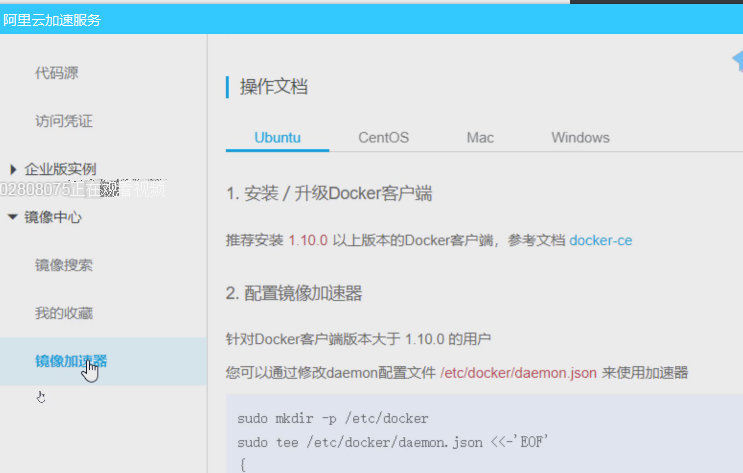 阿里云加速服务
代码源
访问凭证
企业版实例
02808075正在观看视频
镜像中心
镜像搜索
我的收藏
镜像加速器
操作文档
Ubuntu CentOS Mac Windows
1. 安装 / 升级Docker客户端
推荐安装 1.10.0 以上版本的Docker客户端，参考文档 docker-ce
2. 配置镜像加速器
针对Docker客户端版本大于 1.10.0 的用户
您可以通过修改daemon配置文件 /etc/docker/daemon.json 来使用加速器
sudo mkdir -p /etc/docker
sudo tee /etc/docker/daemon.json <<-'EOF'
{